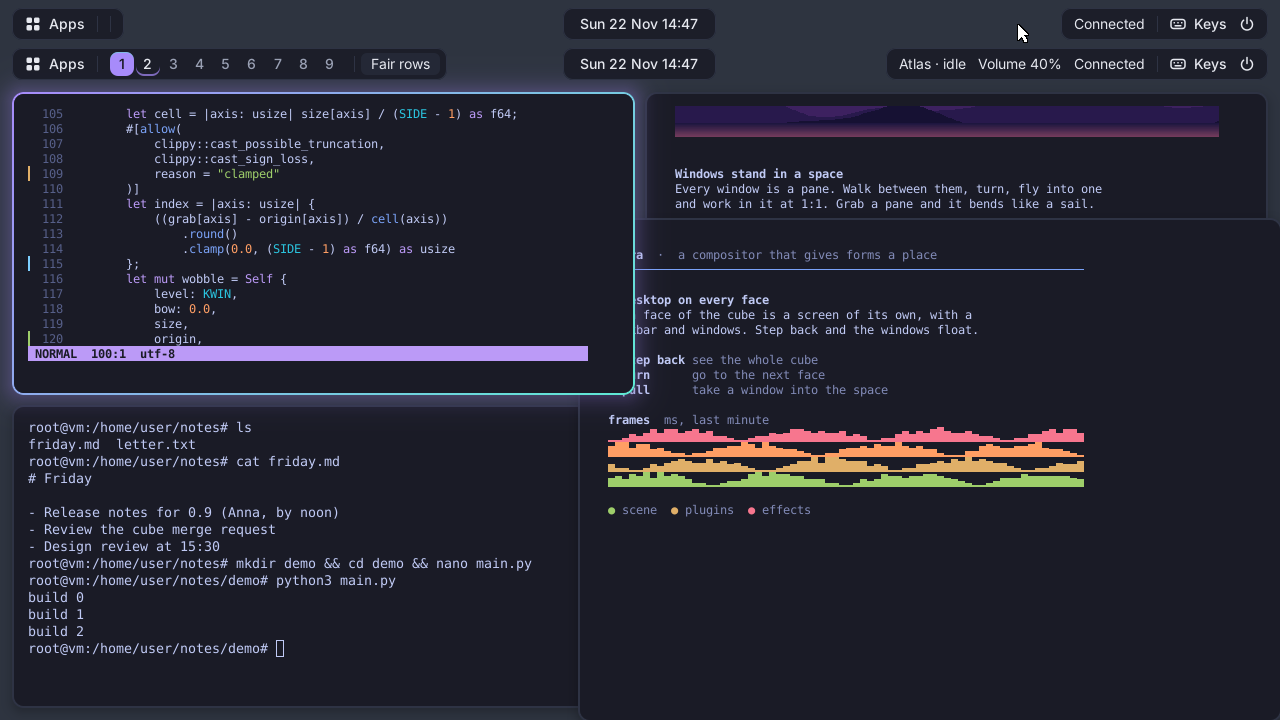 Apps
Sun 22 Nov 14:47
Connected
Keys
Apps
1 2 3 4 5 6 7 8 9
Fair rows
Sun 22 Nov 14:47
Atlas · idle
Volume 40%
Connected
Keys
105 let cell = |axis: usize| size[axis] / (SIDE - 1) as f64;
106 #[allow(
107 clippy::cast_possible_truncation,
108 clippy::cast_sign_loss,
109 reason = "clamped"
110 )]
111 let index = |axis: usize| {
112 ((grab[axis] - origin[axis]) / cell(axis))
113 .round()
114 .clamp(0.0, (SIDE - 1) as f64) as usize
115 };
116 let mut wobble = Self {
117 level: KWIN,
118 bow: 0.0,
119 size,
120 origin,
NORMAL 100:1 utf-8
Windows stand in a space
Every window is a pane. Walk between them, turn, fly into one
and work in it at 1:1. Grab a pane and it bends like a sail.
· a compositor that gives forms a place
on every face
face of the cube is a screen of its own, with a
and windows. Step back and the windows float.
back see the whole cube
go to the next face
take a window into the space
frames ms, last minute
● scene ● plugins ● effects
root@vm:/home/user/notes# ls
friday.md letter.txt
root@vm:/home/user/notes# cat friday.md
# Friday
- Release notes for 0.9 (Anna, by noon)
- Review the cube merge request
- Design review at 15:30
root@vm:/home/user/notes# mkdir demo && cd demo && nano main.py
root@vm:/home/user/notes/demo# python3 main.py
build 0
build 1
build 2
root@vm:/home/user/notes/demo#